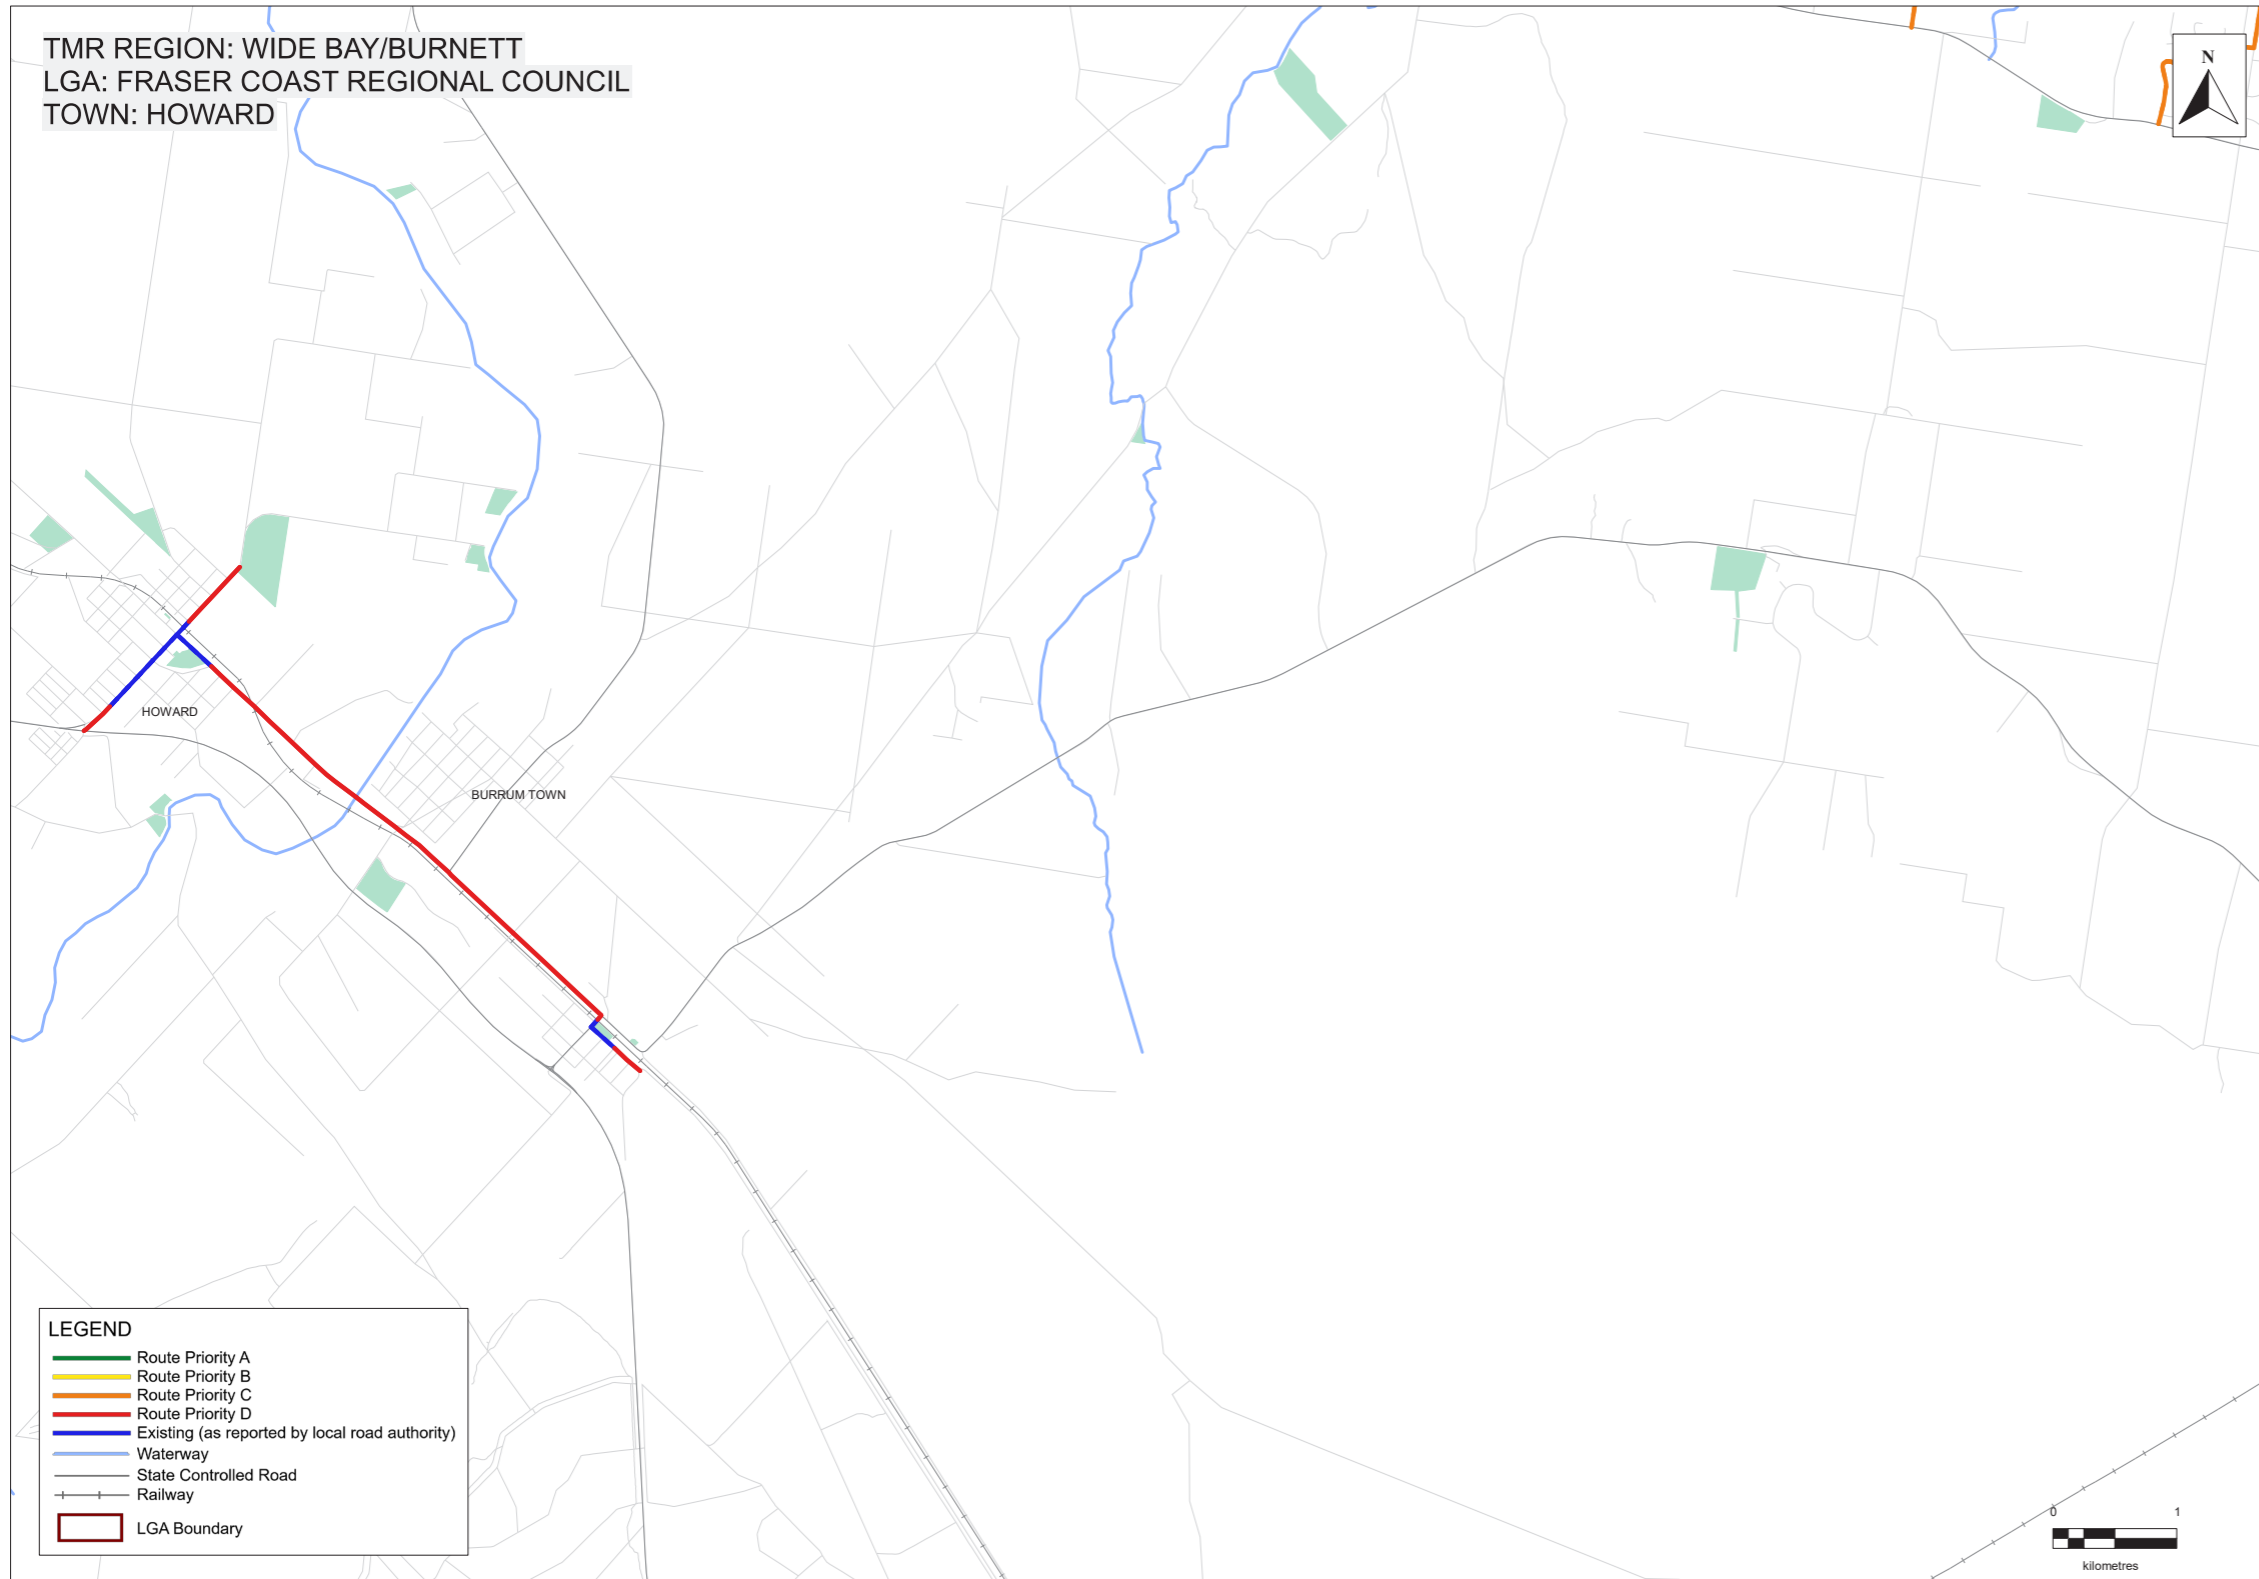 TMR REGION: WIDE BAY/BURNETT
LGA: FRASER COAST REGIONAL COUNCIL
TOWN: HOWARD
N
HOWARD
BURRUM TOWN
LEGEND
Route Priority A
Route Priority B
Route Priority C
Route Priority D
Existing (as reported by local road authority)
Waterway
State Controlled Road
Railway
LGA Boundary
0 1
kilometres